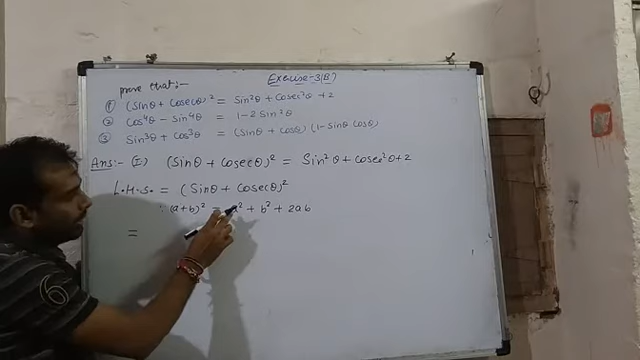 Exercise-3(B)
prove that:-
① (Sinθ + Cosecθ)² = Sin²θ + Cosec²θ + 2
② Cos⁴θ - Sin⁴θ = 1-2 Sin²θ
③ Sin³θ + Cos³θ = (Sinθ + Cosθ) (1-Sinθ Cosθ)
Ans:- (I) (Sinθ + Cosecθ)² = Sin²θ + Cosec²θ + 2
L.H.S. = (Sinθ + Cosecθ)²
∵ (a+b)² = a² + b² + 2ab
=